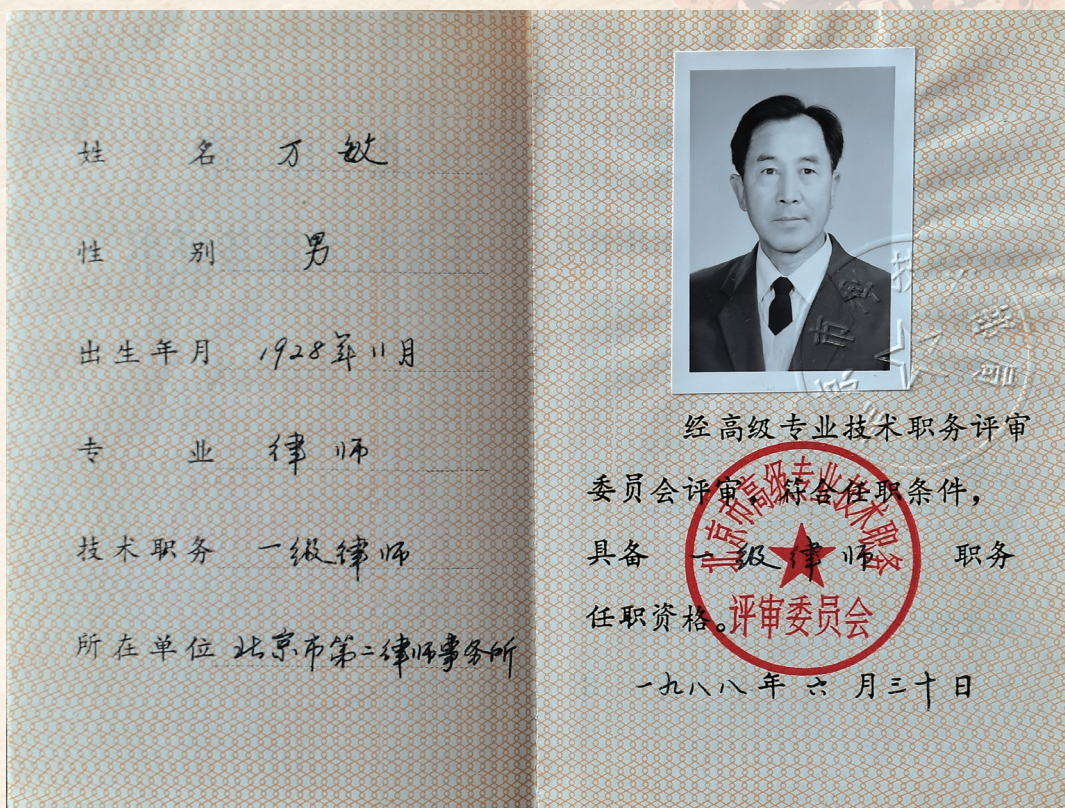 姓名 万敏
性别 男
出生年月 1928年11月
专业 律师
技术职务 一级律师
所在单位 北京市第二律师事务所
经高级专业技术职务评审
委员会评审，符合任职条件，
具备 一级律师 职务
任职资格。
一九八八年六月三十日
北京市高级专业技术职务
评审委员会